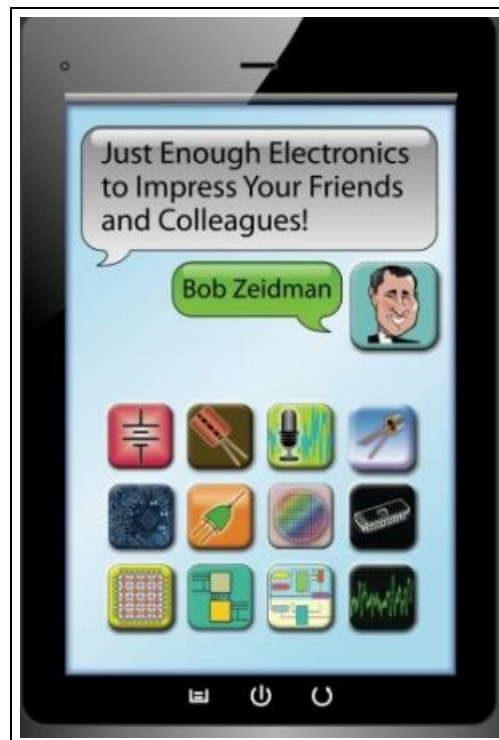 Just Enough Electronics
to Impress Your Friends
and Colleagues!
Bob Zeidman